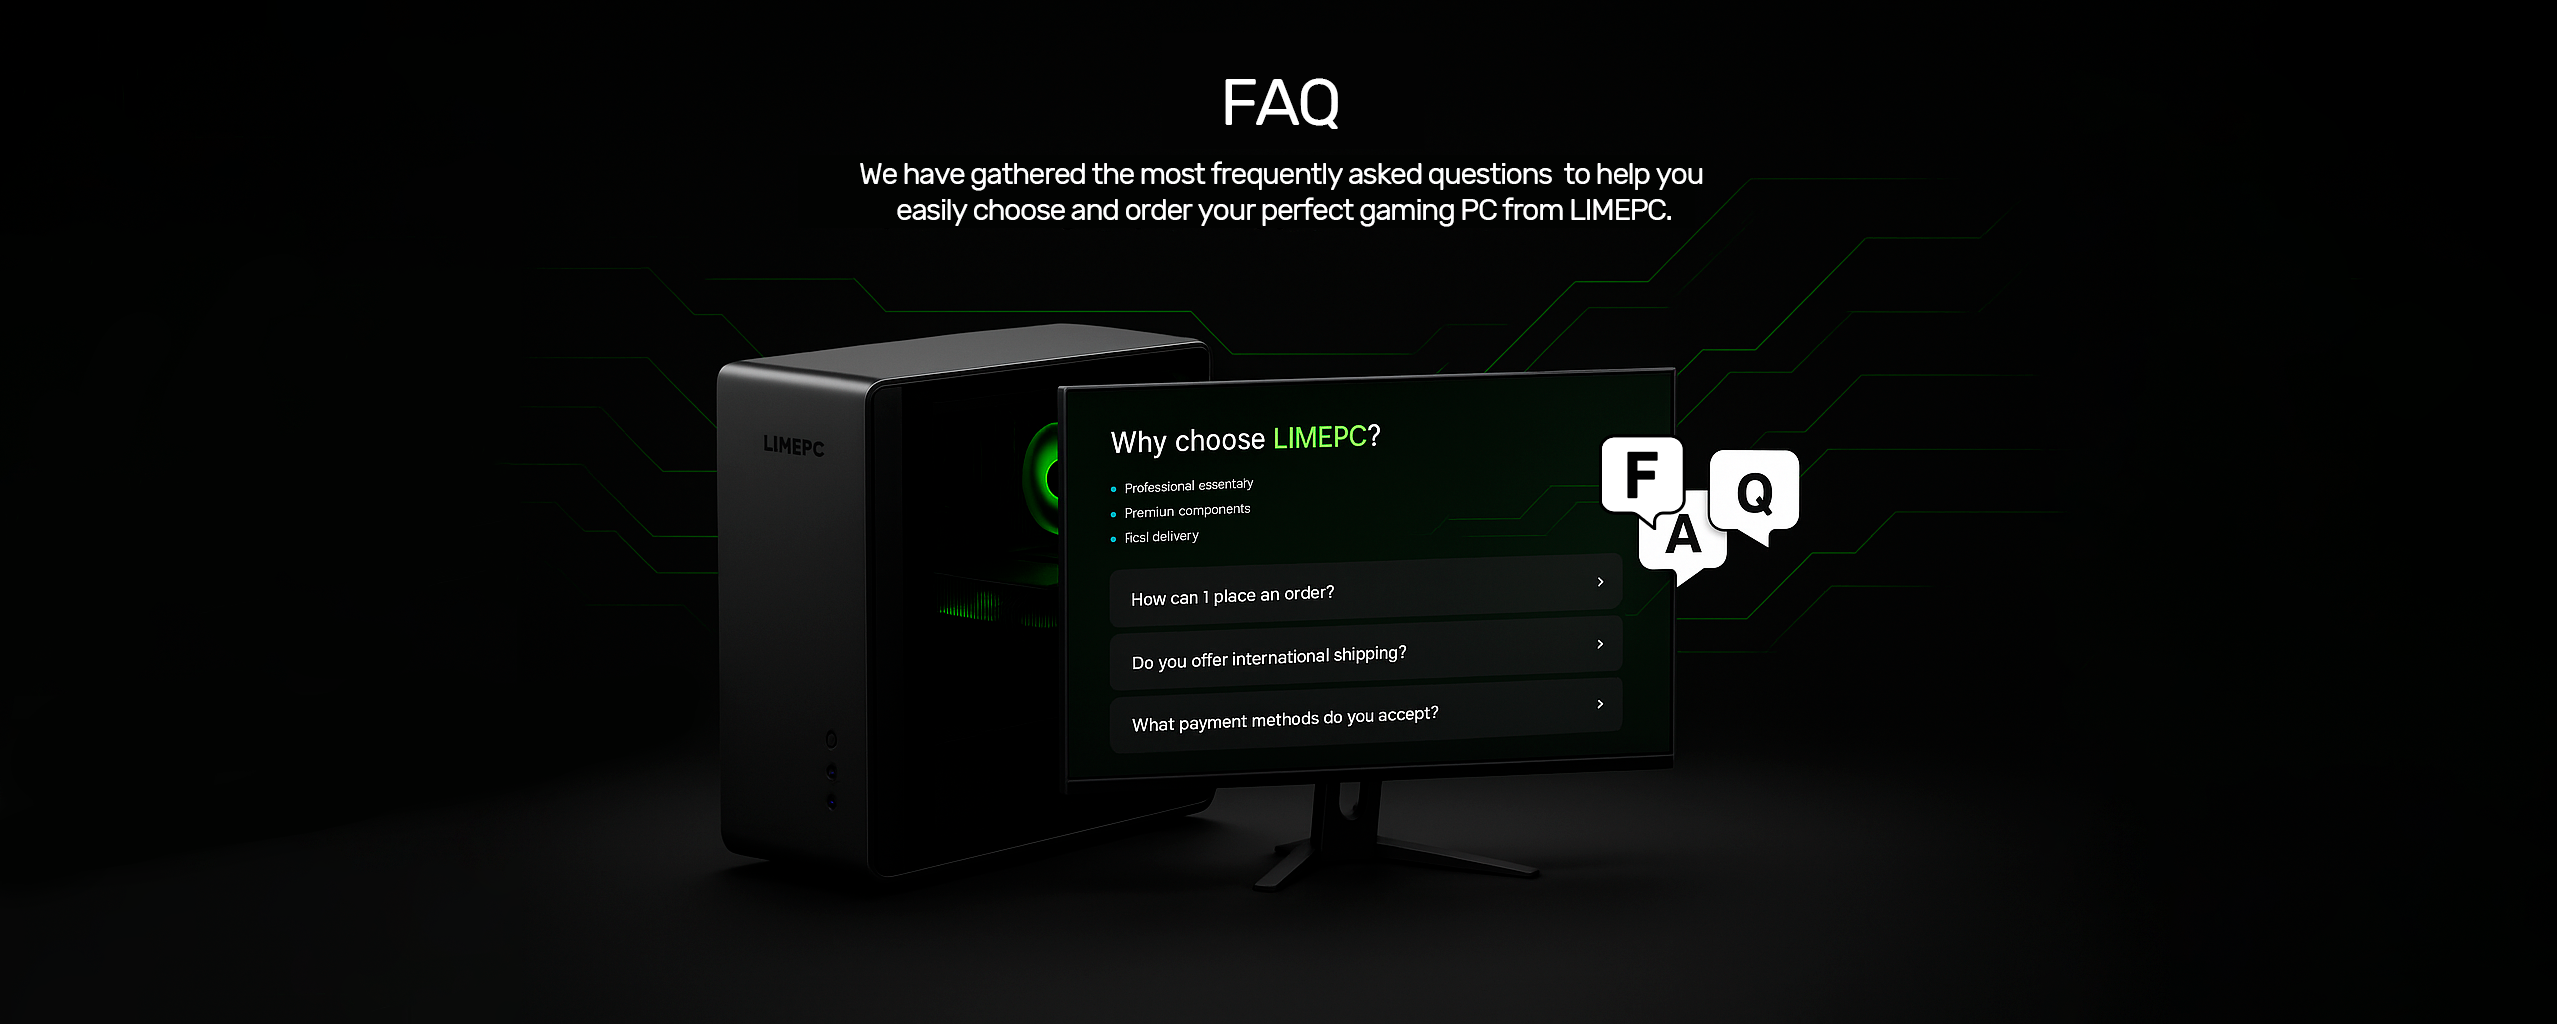 FAQ
We have gathered the most frequently asked questions  to help you
easily choose and order your perfect gaming PC from LIMEPC.
LIMEPC
Why choose LIMEPC?
Professional essentaly
Premiun components
Ficsl delivery
How can 1 place an order?
Do you offer international shipping?
What payment methods do you accept?
F
A
Q